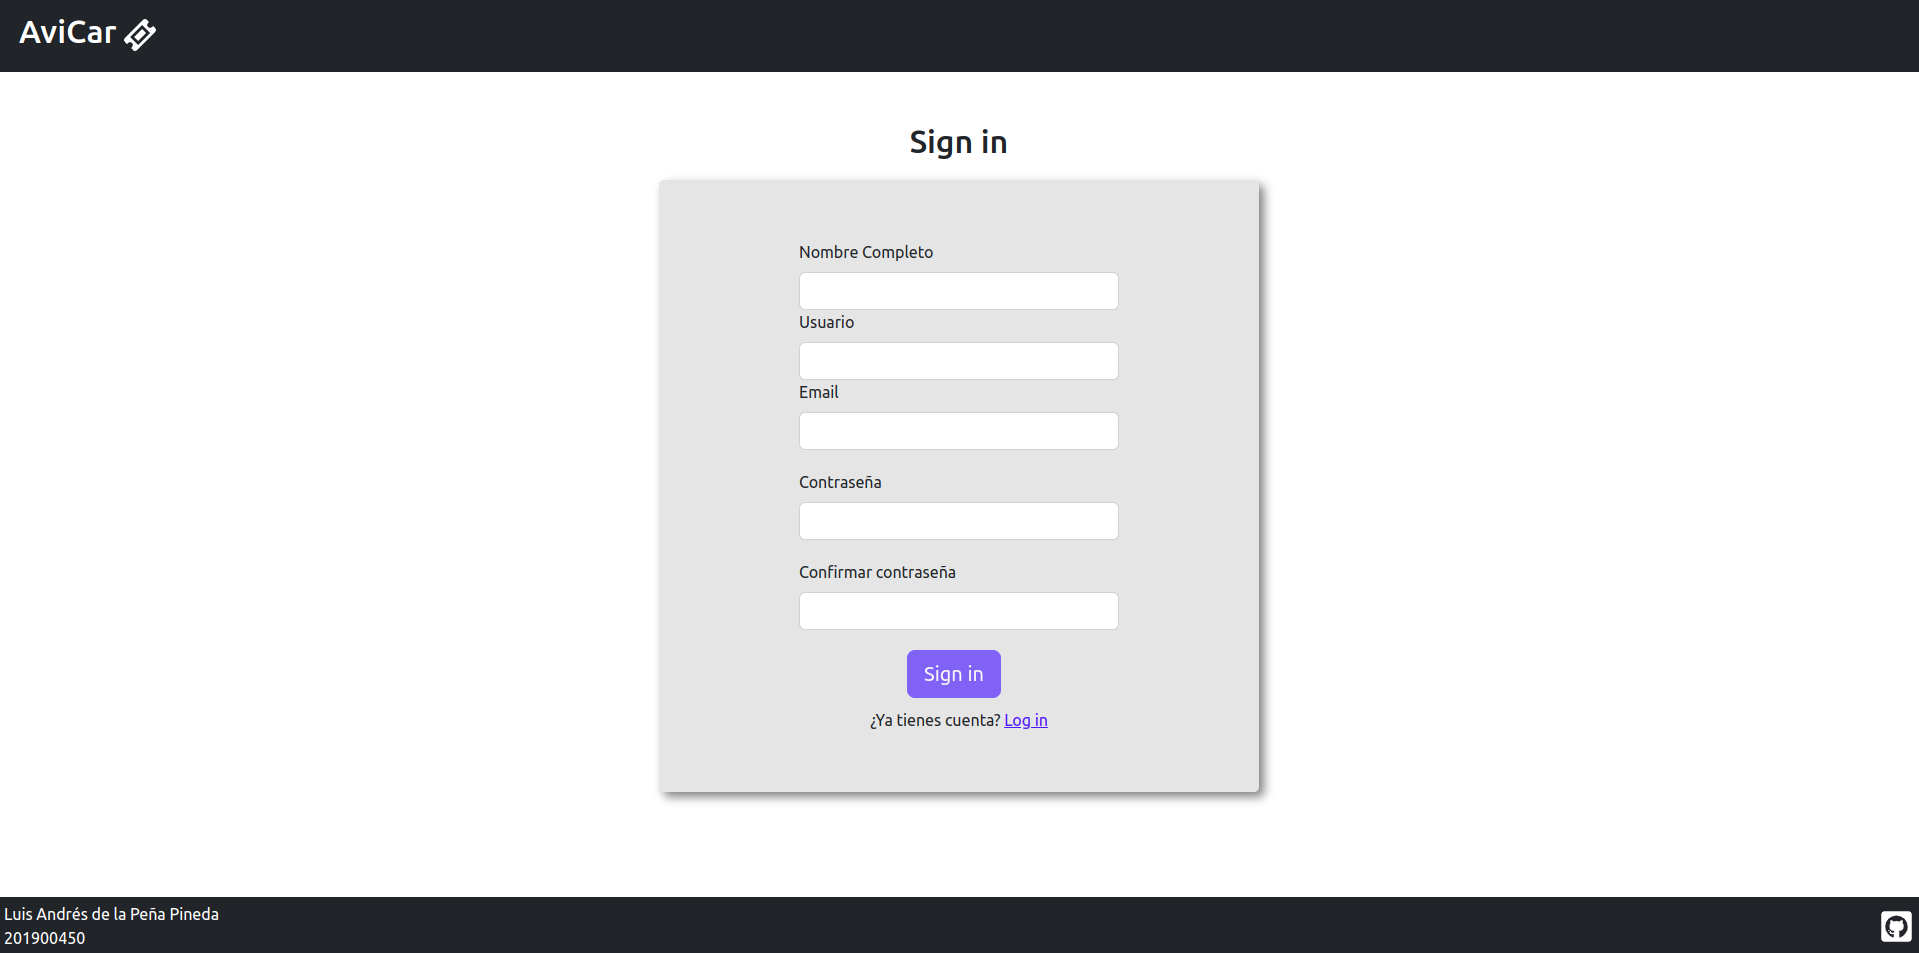 AviCar
Sign in
Nombre Completo
Usuario
Email
Contraseña
Confirmar contraseña
Sign in
¿Ya tienes cuenta? Log in
Luis Andrés de la Peña Pineda
201900450